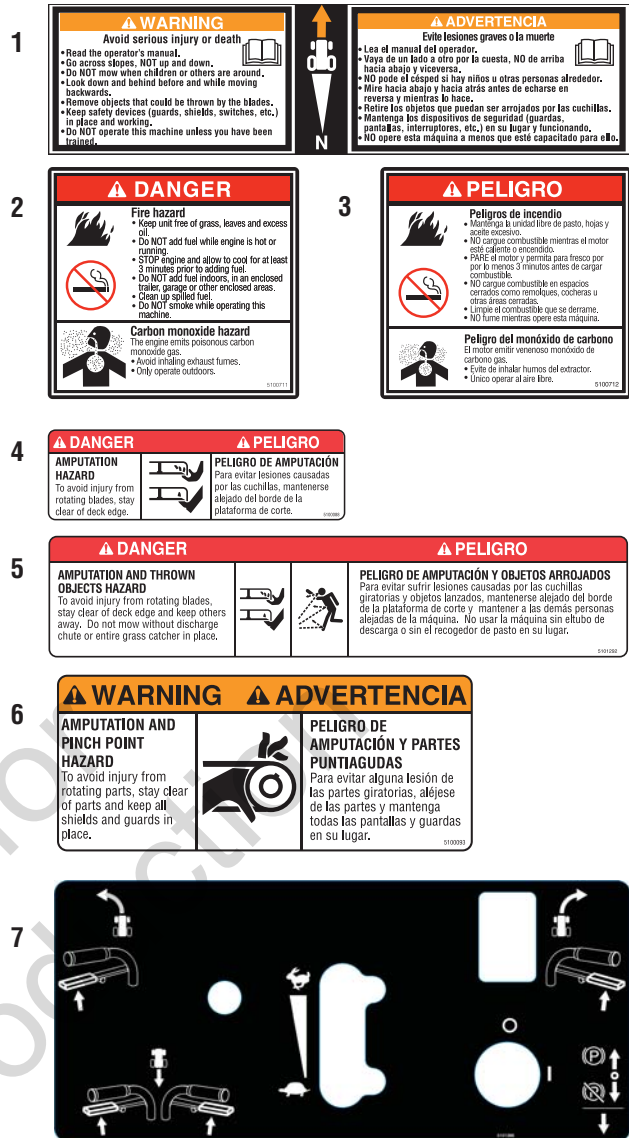 1
WARNING
Avoid serious injury or death
• Read the operator's manual.
• Go across slopes, NOT up and down.
• Do NOT mow when children or others are around.
• Look down and behind before and while moving
backwards.
• Remove objects that could be thrown by the blades.
• Keep safety devices (guards, shields, switches, etc.)
in place and working.
• Do NOT operate this machine unless you have been
trained.
N
ADVERTENCIA
Evite lesiones graves o la muerte
• Lea el manual del operador.
• Vaya de un lado a otro por la cuesta, NO de arriba
hacia abajo y viceversa.
• NO pode el césped si hay niños u otras personas alrededor.
• Mire hacia abajo y hacia atrás antes de echarse en
reversa y mientras lo hace.
• Retire los objetos que puedan ser arrojados por las cuchillas.
• Mantenga los dispositivos de seguridad (guardas,
pantallas, interruptores, etc.) en su lugar y funcionando.
• NO opere esta máquina a menos que esté capacitado para ello.
2
DANGER
Fire hazard
• Keep unit free of grass, leaves and excess
oil.
• Do NOT add fuel while engine is hot or
running.
• STOP engine and allow to cool for at least
3 minutes prior to adding fuel.
• Do NOT add fuel indoors, in an enclosed
trailer, garage or other enclosed areas.
• Clean up spilled fuel.
• Do NOT smoke while operating this
machine.
Carbon monoxide hazard
The engine emits poisonous carbon
monoxide gas.
• Avoid inhaling exhaust fumes.
• Only operate outdoors.
5100711
3
PELIGRO
Peligros de incendio
• Mantenga la unidad libre de pasto, hojas y
aceite excesivo.
• NO cargue combustible mientras el motor
esté caliente o encendido.
• PARE el motor y permita para fresco por
por lo menos 3 minutos antes de cargar
combustible.
• NO cargue combustible en espacios
cerrados como remolques, cocheras u
otras áreas cerradas.
• Limpie el combustible que se derrame.
• NO fume mientras opere esta máquina.
Peligro del monóxido de carbono
El motor emitir venenoso monóxido de
carbono gas.
• Evite de inhalar humos del extractor.
• Único operar al aire libre.
5100712
4
DANGER
PELIGRO
AMPUTATION
HAZARD
To avoid injury from
rotating blades, stay
clear of deck edge.
PELIGRO DE AMPUTACIÓN
Para evitar lesiones causadas
por las cuchillas, mantenerse
alejado del borde de la
plataforma de corte.
5
DANGER
PELIGRO
AMPUTATION AND THROWN
OBJECTS HAZARD
To avoid injury from rotating blades,
stay clear of deck edge and keep others
away. Do not mow without discharge
chute or entire grass catcher in place.
PELIGRO DE AMPUTACIÓN Y OBJETOS ARROJADOS
Para evitar sufrir lesiones causadas por las cuchillas
giratorias y objetos lanzados, mantenerse alejado del borde
de la plataforma de corte y mantener a las demás personas
alejadas de la máquina. No usar la máquina sin eltubo de
descarga o sin el recogedor de pasto en su lugar.
5101292
6
WARNING
ADVERTENCIA
AMPUTATION AND
PINCH POINT
HAZARD
To avoid injury from
rotating parts, stay clear
of parts and keep all
shields and guards in
place.
PELIGRO DE
AMPUTACIÓN Y PARTES
PUNTIAGUDAS
Para evitar alguna lesión de
las partes giratorias, aléjese
de las partes y mantenga
todas las pantallas y guardas
en su lugar.
5100093
7
O
I
P
P